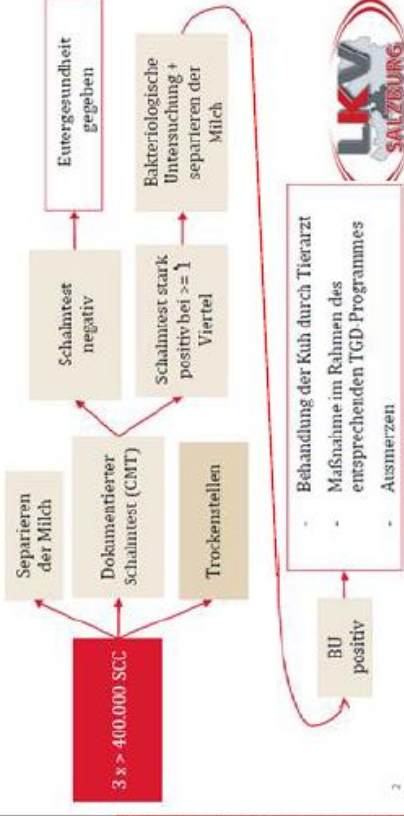 3 x > 400.000 SCC
Separieren
der Milch
Dokumentierter
Schalmtest (CMT)
Trockenstellen
Schalmtest
negativ
Schalmtest stark
positiv bei >= 1
Viertel
Eutergesundheit
gegeben
Bakteriologische
Untersuchung +
separieren der
Milch
BU
positiv
- Behandlung der Kuh durch Tierarzt
- Maßnahme im Rahmen des
entsprechenden TGD-Programmes
- Ausmerzen
LKV
SALZBURG
2